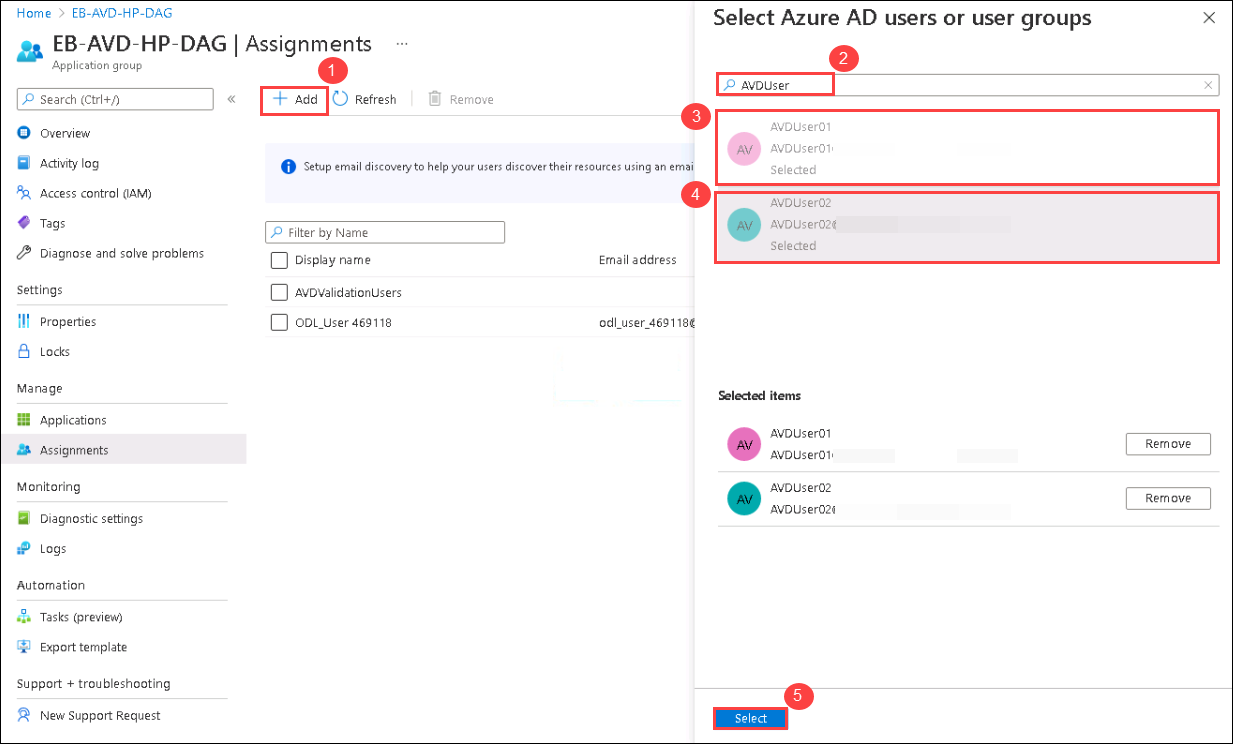 Home > EB-AVD-HP-DAG
EB-AVD-HP-DAG | Assignments ...
Application group
Search (Ctrl+/) «
Overview
Activity log
Access control (IAM)
Tags
Diagnose and solve problems
Settings
Properties
Locks
Manage
Applications
Assignments
Monitoring
Diagnostic settings
Logs
Automation
Tasks (preview)
Export template
Support + troubleshooting
New Support Request
1
+ Add Refresh Remove
Setup email discovery to help your users discover their resources using an emai
Filter by Name
Display name Email address
AVDValidationUsers
ODL_User 469118 odl_user_469118@
Select Azure AD users or user groups
2
AVDUser
3
AV
AVDUser01
AVDUser01
Selected
4
AV
AVDUser02
AVDUser02@
Selected
Selected items
AV
AVDUser01
AVDUser01
Remove
AV
AVDUser02
AVDUser02@
Remove
5
Select